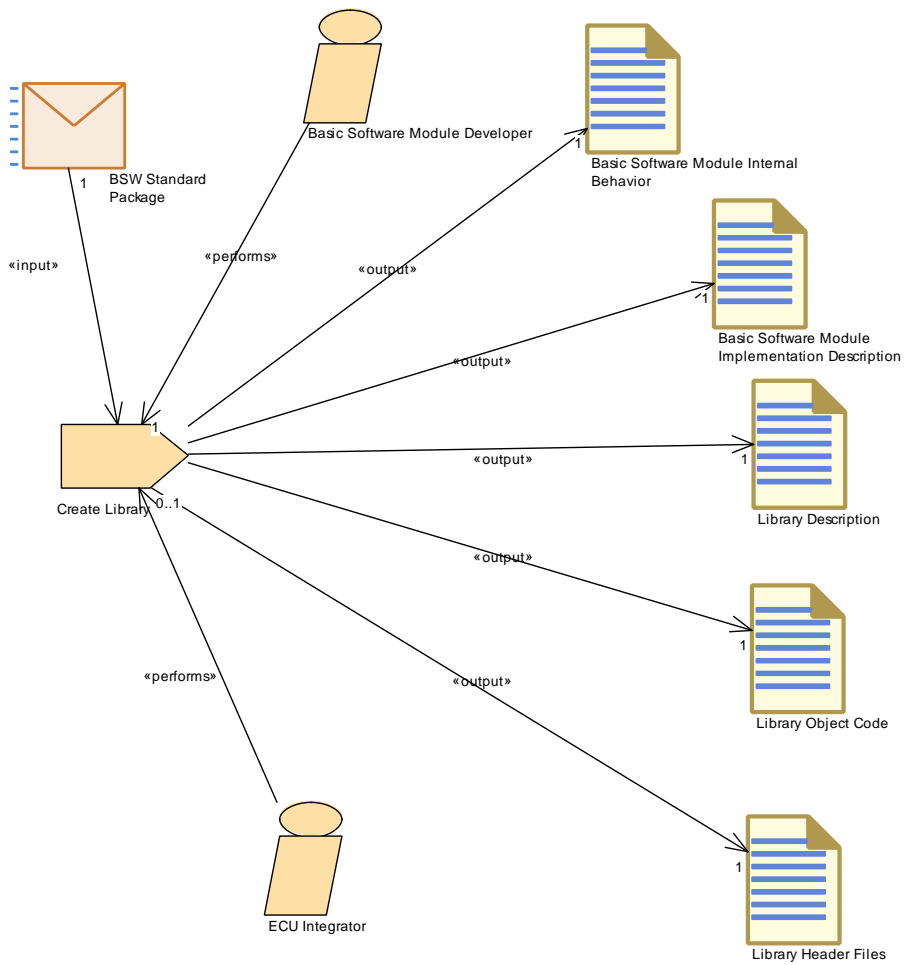 Basic Software Module Developer
1
Basic Software Module Internal
Behavior
1
BSW Standard
Package
«input»
«performs»
«output»
1
Basic Software Module
Implementation Description
«output»
1
«output»
1
Create Library
0..1
Library Description
«output»
1
«performs»
«output»
Library Object Code
1
ECU Integrator
Library Header Files